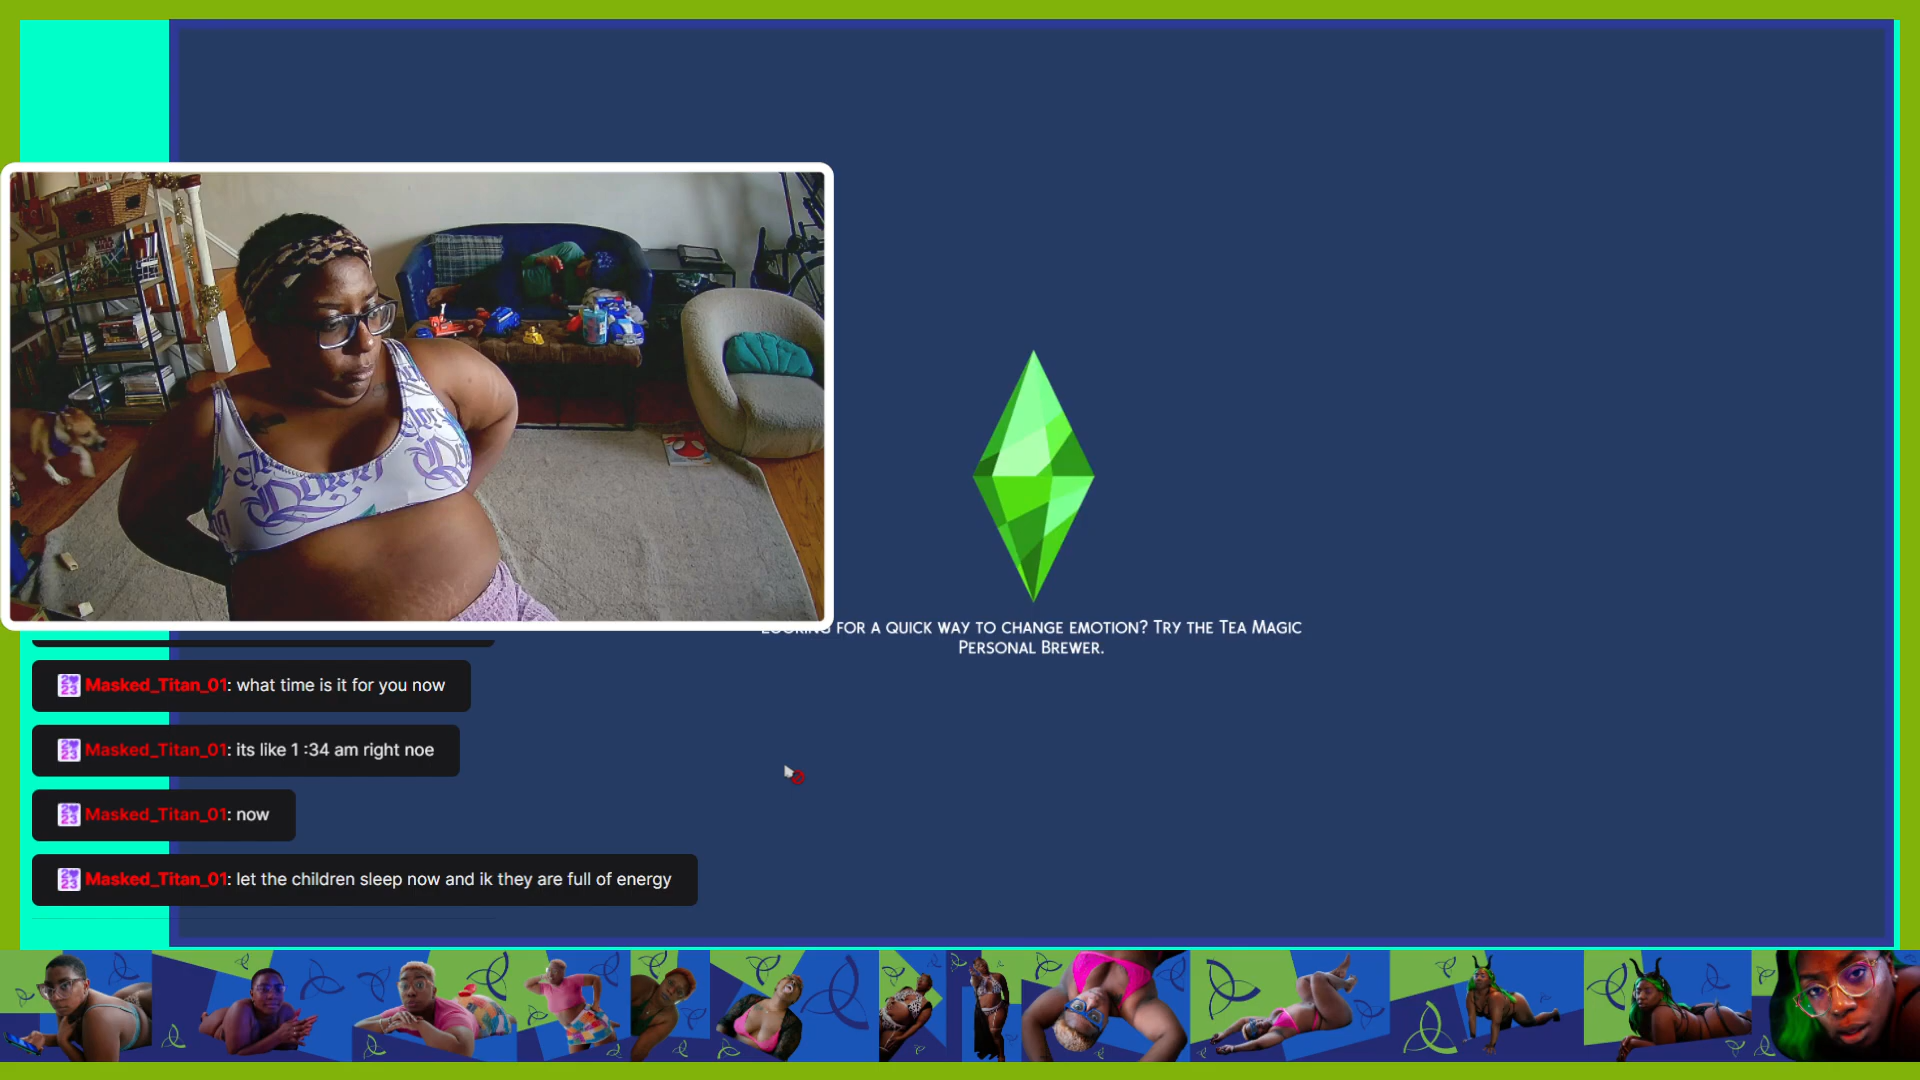 FOR A QUICK WAY TO CHANGE EMOTION? TRY THE TEA MAGIC
PERSONAL BREWER.
Masked_Titan_01: what time is it for you now
Masked_Titan_01: its like 1 :34 am right noe
Masked_Titan_01: now
Masked_Titan_01: let the children sleep now and ik they are full of energy